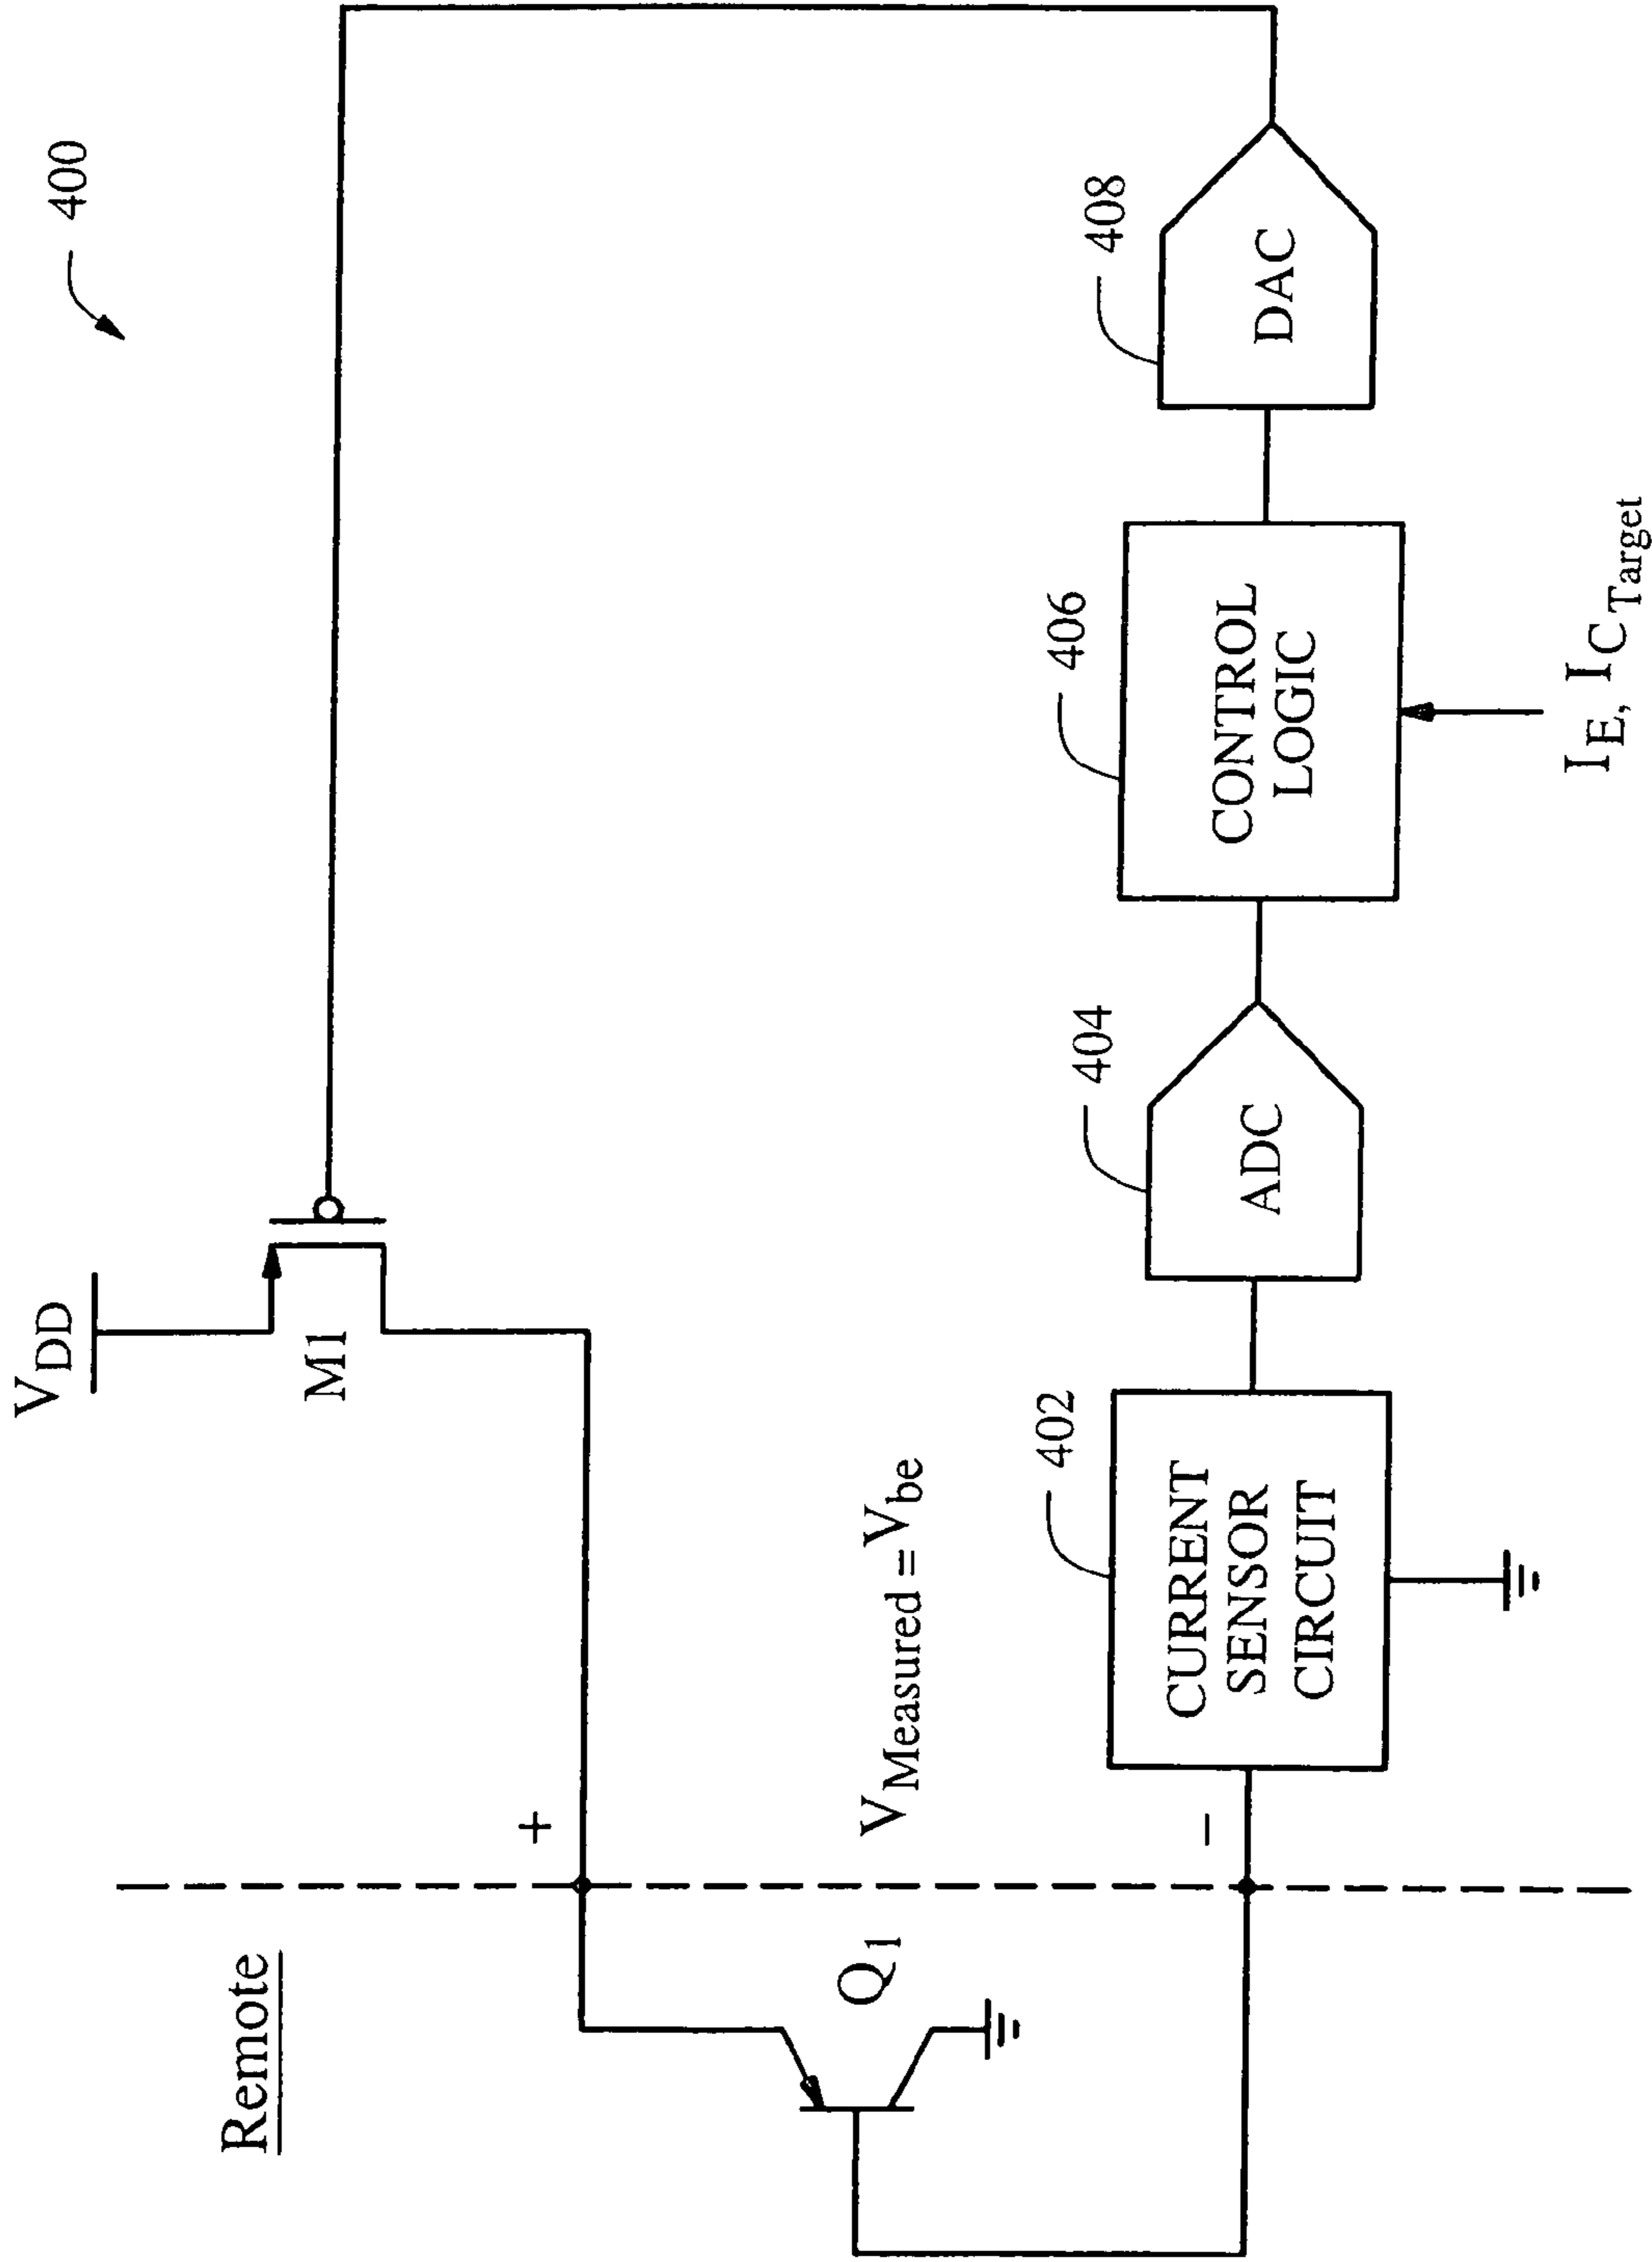 400
V_DD
M1
Remote
+
Q_1
V_Measured = V_be
−
402
CURRENT
SENSOR
CIRCUIT
404
ADC
406
CONTROL
LOGIC
408
DAC
I_E, I_C_Target